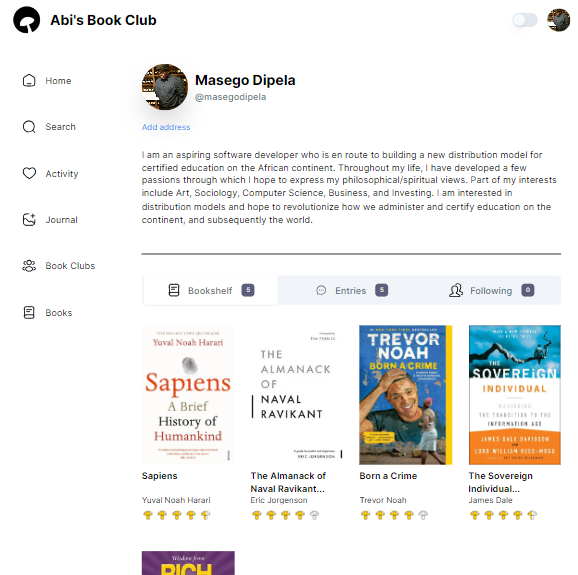 Abi's Book Club
Home
Search
Activity
Journal
Book Clubs
Books
Masego Dipela
@masegodipela
Add address
I am an aspiring software developer who is en route to building a new distribution model for
certified education on the African continent. Throughout my life, I have developed a few
passions through which I hope to express my philosophical/spiritual views. Part of my interests
include Art, Sociology, Computer Science, Business, and Investing. I am interested in
distribution models and hope to revolutionize how we administer and certify education on the
continent, and subsequently the world.
Bookshelf 5
Entries 5
Following 0
Yuval Noah Harari
Sapiens
A Brief
History of
Humankind
THE
ALMANACK
OF
NAVAL
RAVIKANT
ERIC JORGENSON
TREVOR
NOAH
BORN A CRIME
THE
SOVEREIGN
INDIVIDUAL
MASTERING
THE TRANSITION TO THE
INFORMATION AGE
JAMES DALE DAVIDSON
AND
LORD WILLIAM REES-MOGG
Sapiens
Yuval Noah Harari
The Almanack of
Naval Ravikant...
Eric Jorgenson
Born a Crime
Trevor Noah
The Sovereign
Individual...
James Dale
Wisdom from
RICH